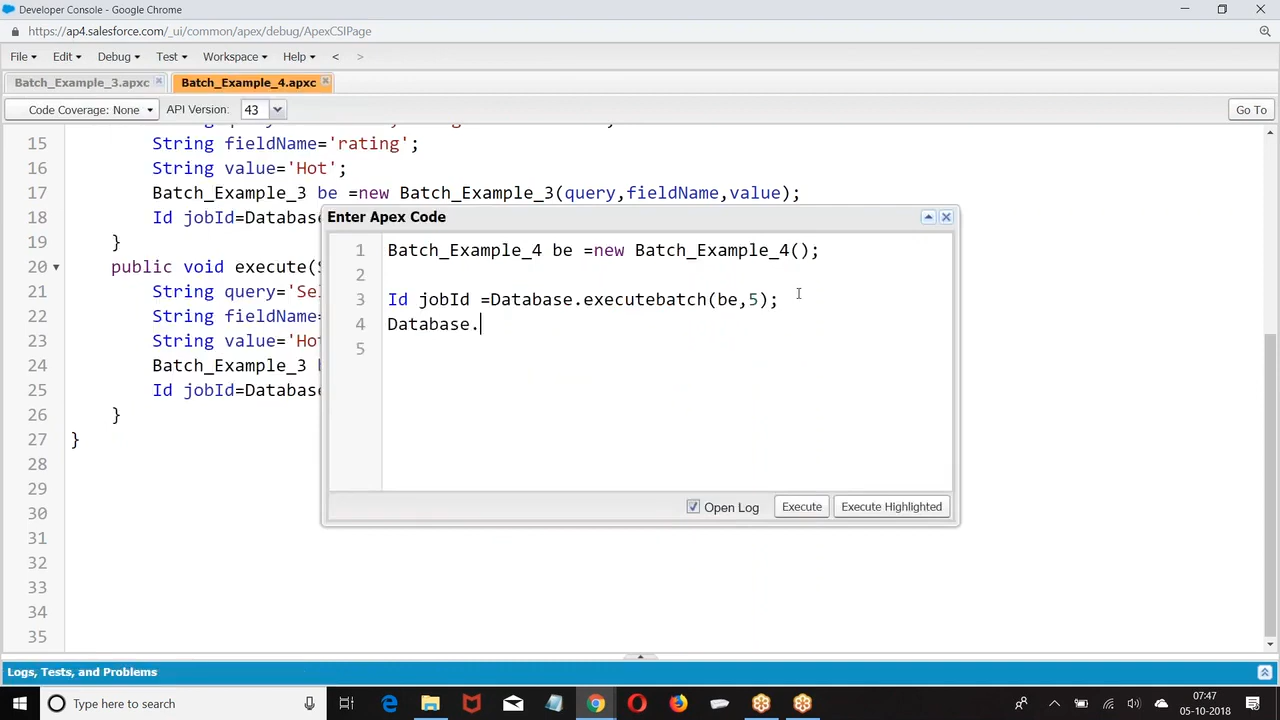 Developer Console - Google Chrome
https://ap4.salesforce.com/_ui/common/apex/debug/ApexCSIPage
File Edit Debug Test Workspace Help < >
Batch_Example_3.apxc Batch_Example_4.apxc
Code Coverage: None API Version: 43 Go To
15 String fieldName='rating';
16 String value='Hot';
17 Batch_Example_3 be =new Batch_Example_3(query,fieldName,value);
18 Id jobId=Database
19 }
20 public void execute(
21 String query='Sel
22 String fieldName=
23 String value='Ho
24 Batch_Example_3
25 Id jobId=Database
26 }
27 }
28
29
30
31
32
33
34
35
Enter Apex Code
1 Batch_Example_4 be =new Batch_Example_4();
2
3 Id jobId =Database.executebatch(be,5);
4 Database.
5
Open Log Execute Execute Highlighted
Logs, Tests, and Problems
Type here to search
07:47
05-10-2018